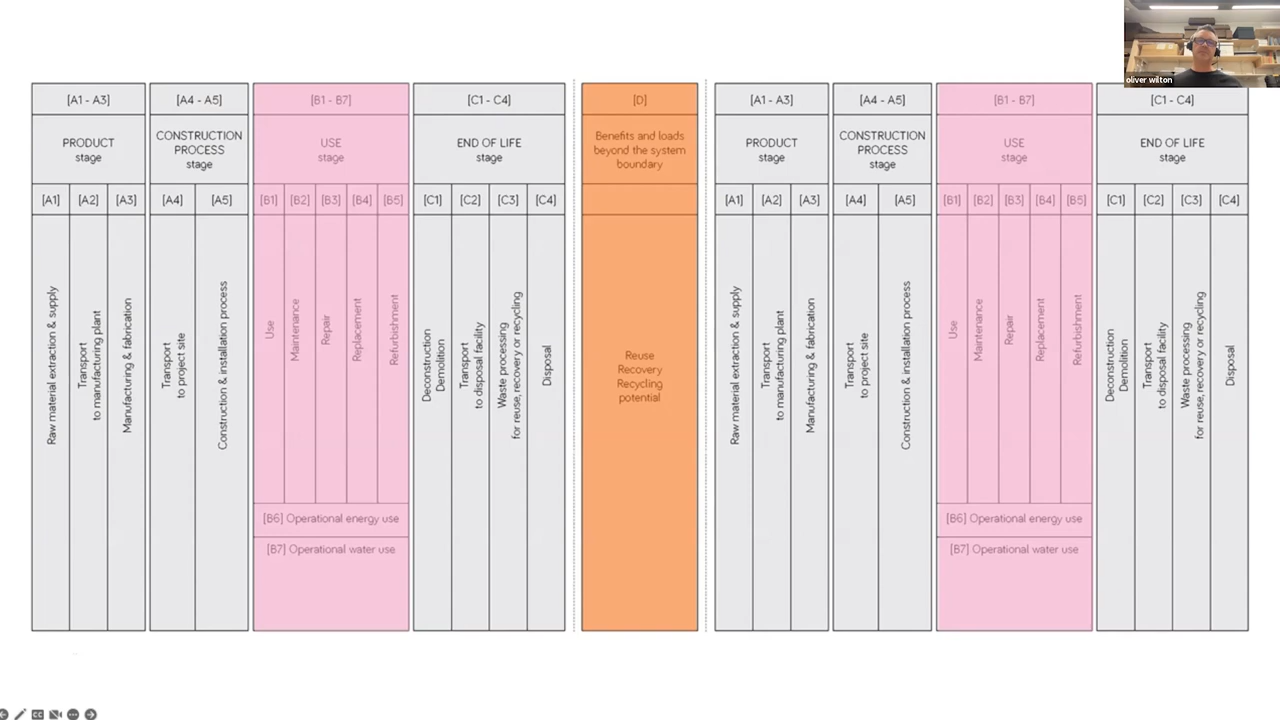 oliver wilton
[A1 - A3]
PRODUCT
stage
[A1]
[A2]
[A3]
Raw material extraction & supply
Transport
to manufacturing plant
Manufacturing & fabrication
[A4 - A5]
CONSTRUCTION
PROCESS
stage
[A4]
[A5]
Transport
to project site
Construction & installation process
[B1 - B7]
USE
stage
[B1]
[B2]
[B3]
[B4]
[B5]
Use
Maintenance
Repair
Replacement
Refurbishment
[B6] Operational energy use
[B7] Operational water use
[C1 - C4]
END OF LIFE
stage
[C1]
[C2]
[C3]
[C4]
Deconstruction
Demolition
Transport
to disposal facility
Waste processing
for reuse, recovery or recycling
Disposal
[D]
Benefits and loads
beyond the system
boundary
Reuse
Recovery
Recycling
potential
[A1 - A3]
PRODUCT
stage
[A1]
[A2]
[A3]
Raw material extraction & supply
Transport
to manufacturing plant
Manufacturing & fabrication
[A4 - A5]
CONSTRUCTION
PROCESS
stage
[A4]
[A5]
Transport
to project site
Construction & installation process
[B1 - B7]
USE
stage
[B1]
[B2]
[B3]
[B4]
[B5]
Use
Maintenance
Repair
Replacement
Refurbishment
[B6] Operational energy use
[B7] Operational water use
[C1 - C4]
END OF LIFE
stage
[C1]
[C2]
[C3]
[C4]
Deconstruction
Demolition
Transport
to disposal facility
Waste processing
for reuse, recovery or recycling
Disposal